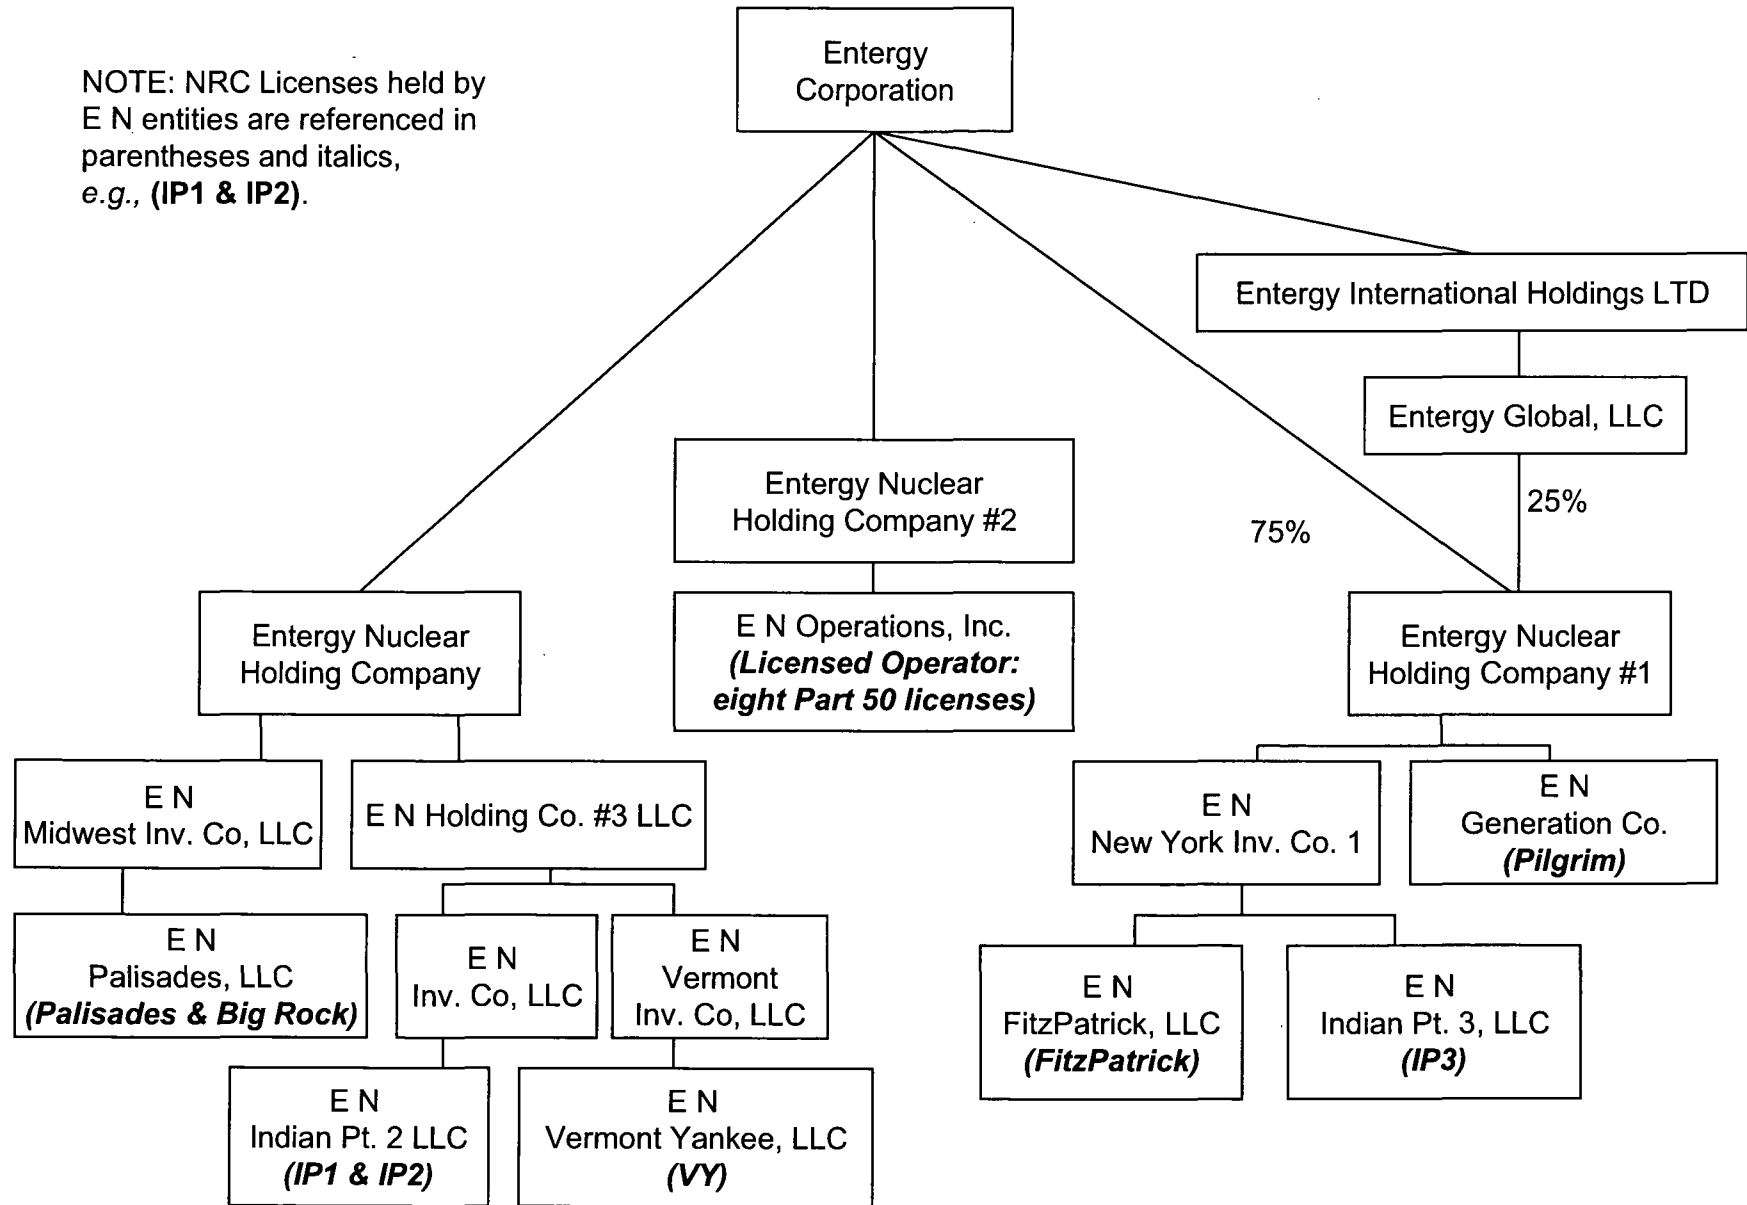 Entergy
Corporation
NOTE: NRC Licenses held by
E N entities are referenced in
parentheses and italics,
e.g., (IP1 & IP2).
Entergy International Holdings LTD
Entergy Global, LLC
25%
75%
Entergy Nuclear
Holding Company #2
E N Operations, Inc.
(Licensed Operator:
eight Part 50 licenses)
Entergy Nuclear
Holding Company
Entergy Nuclear
Holding Company #1
E N
Midwest Inv. Co, LLC
E N Holding Co. #3 LLC
E N
New York Inv. Co. 1
E N
Generation Co.
(Pilgrim)
E N
Palisades, LLC
(Palisades & Big Rock)
E N
Inv. Co, LLC
E N
Vermont
Inv. Co, LLC
E N
FitzPatrick, LLC
(FitzPatrick)
E N
Indian Pt. 3, LLC
(IP3)
E N
Indian Pt. 2 LLC
(IP1 & IP2)
E N
Vermont Yankee, LLC
(VY)